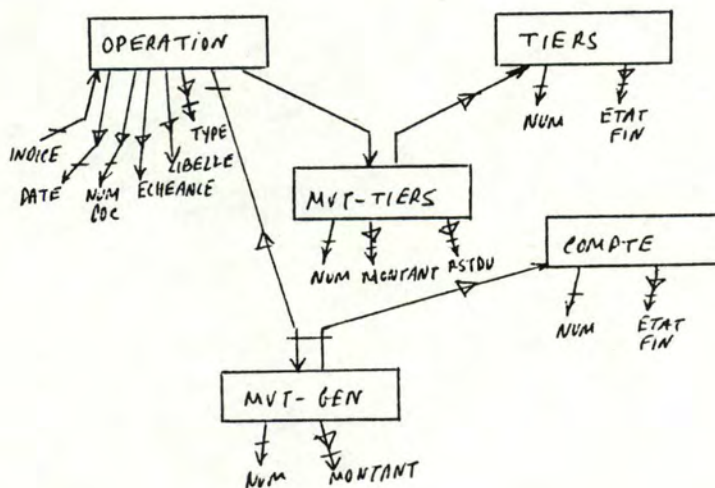 OPERATION
TIERS
INDICE
DATE
NUM
DOC
ECHEANCE
LIBELLE
TYPE
NUM
ETAT
FIN
MVT-TIERS
NUM
MONTANT
RSTDU
COMPTE
NUM
ETAT
FIN
MVT-GEN
NUM
MONTANT